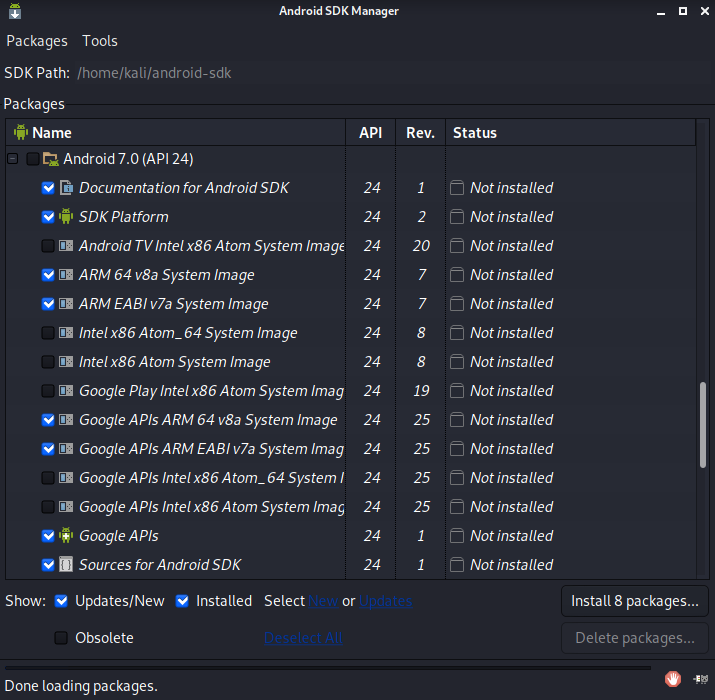 Android SDK Manager
Packages Tools
SDK Path: /home/kali/android-sdk
Packages
Name API Rev. Status
Android 7.0 (API 24)
Documentation for Android SDK 24 1 Not installed
SDK Platform 24 2 Not installed
Android TV Intel x86 Atom System Image 24 20 Not installed
ARM 64 v8a System Image 24 7 Not installed
ARM EABI v7a System Image 24 7 Not installed
Intel x86 Atom_64 System Image 24 8 Not installed
Intel x86 Atom System Image 24 8 Not installed
Google Play Intel x86 Atom System Imag 24 19 Not installed
Google APIs ARM 64 v8a System Image 24 25 Not installed
Google APIs ARM EABI v7a System Imag 24 25 Not installed
Google APIs Intel x86 Atom_64 System I 24 25 Not installed
Google APIs Intel x86 Atom System Imag 24 25 Not installed
Google APIs 24 1 Not installed
Sources for Android SDK 24 1 Not installed
Show: Updates/New Installed Select New or Updates Install 8 packages...
Obsolete Deselect All Delete packages...
Done loading packages.